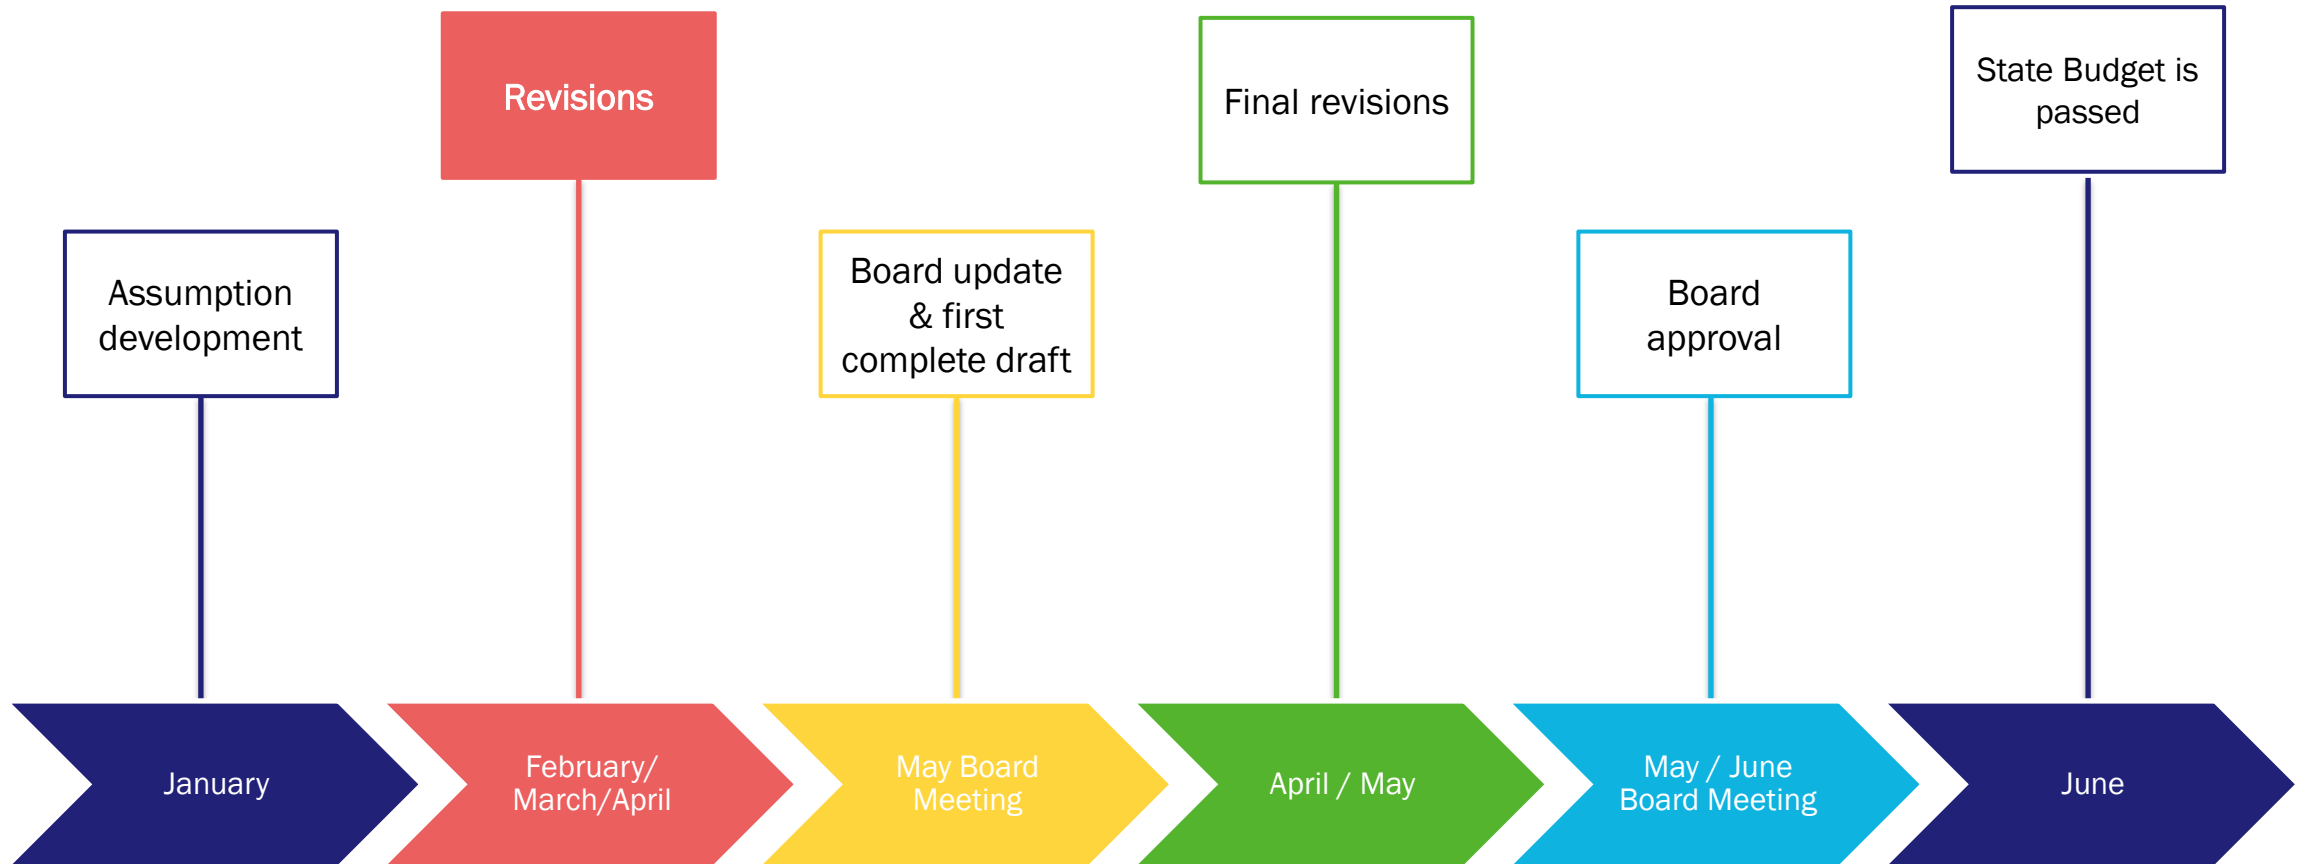 Revisions
Final revisions
State Budget is
passed
Assumption
development
Board update
& first
complete draft
Board
approval
January
February/
March/April
May Board
Meeting
April / May
May / June
Board Meeting
June